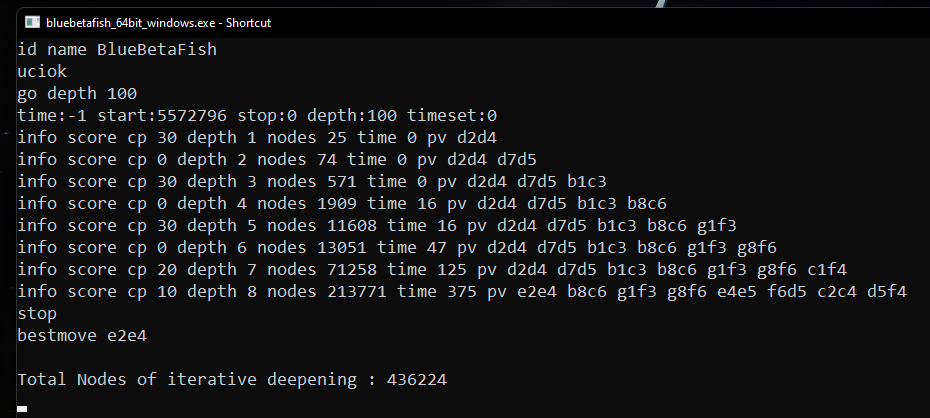 bluebetafish_64bit_windows.exe - Shortcut
id name BlueBetaFish
uciok
go depth 100
time:-1 start:5572796 stop:0 depth:100 timeset:0
info score cp 30 depth 1 nodes 25 time 0 pv d2d4
info score cp 0 depth 2 nodes 74 time 0 pv d2d4 d7d5
info score cp 30 depth 3 nodes 571 time 0 pv d2d4 d7d5 b1c3
info score cp 0 depth 4 nodes 1909 time 16 pv d2d4 d7d5 b1c3 b8c6
info score cp 30 depth 5 nodes 11608 time 16 pv d2d4 d7d5 b1c3 b8c6 g1f3
info score cp 0 depth 6 nodes 13051 time 47 pv d2d4 d7d5 b1c3 b8c6 g1f3 g8f6
info score cp 20 depth 7 nodes 71258 time 125 pv d2d4 d7d5 b1c3 b8c6 g1f3 g8f6 c1f4
info score cp 10 depth 8 nodes 213771 time 375 pv e2e4 b8c6 g1f3 g8f6 e4e5 f6d5 c2c4 d5f4
stop
bestmove e2e4
Total Nodes of iterative deepening : 436224